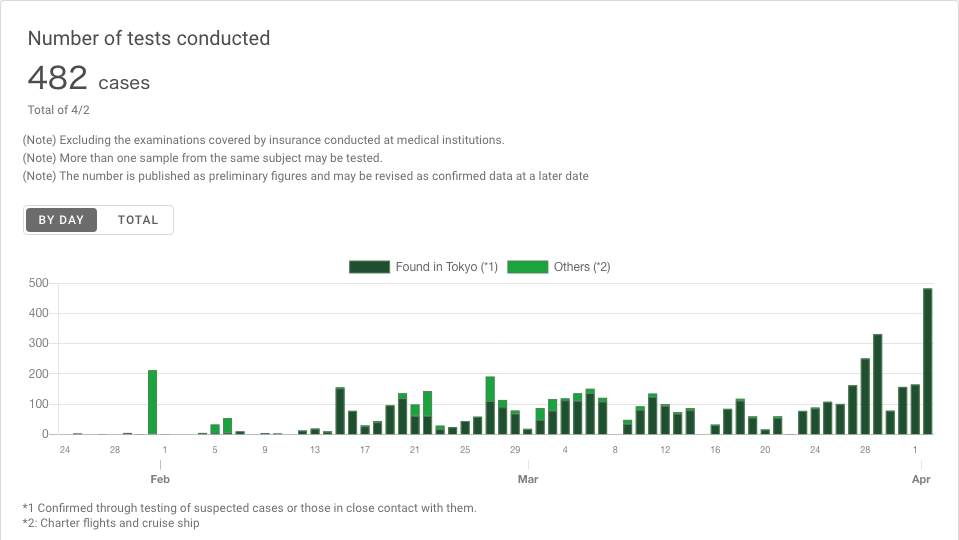 Number of tests conducted
482 cases
Total of 4/2
(Note) Excluding the examinations covered by insurance conducted at medical institutions.
(Note) More than one sample from the same subject may be tested.
(Note) The number is published as preliminary figures and may be revised as confirmed data at a later date
BY DAY TOTAL
Found in Tokyo (*1) Others (*2)
500
400
300
200
100
0
24 28 1 5 9 13 17 21 25 29 4 8 12 16 20 24 28 1
Feb Mar Apr
*1 Confirmed through testing of suspected cases or those in close contact with them.
*2: Charter flights and cruise ship